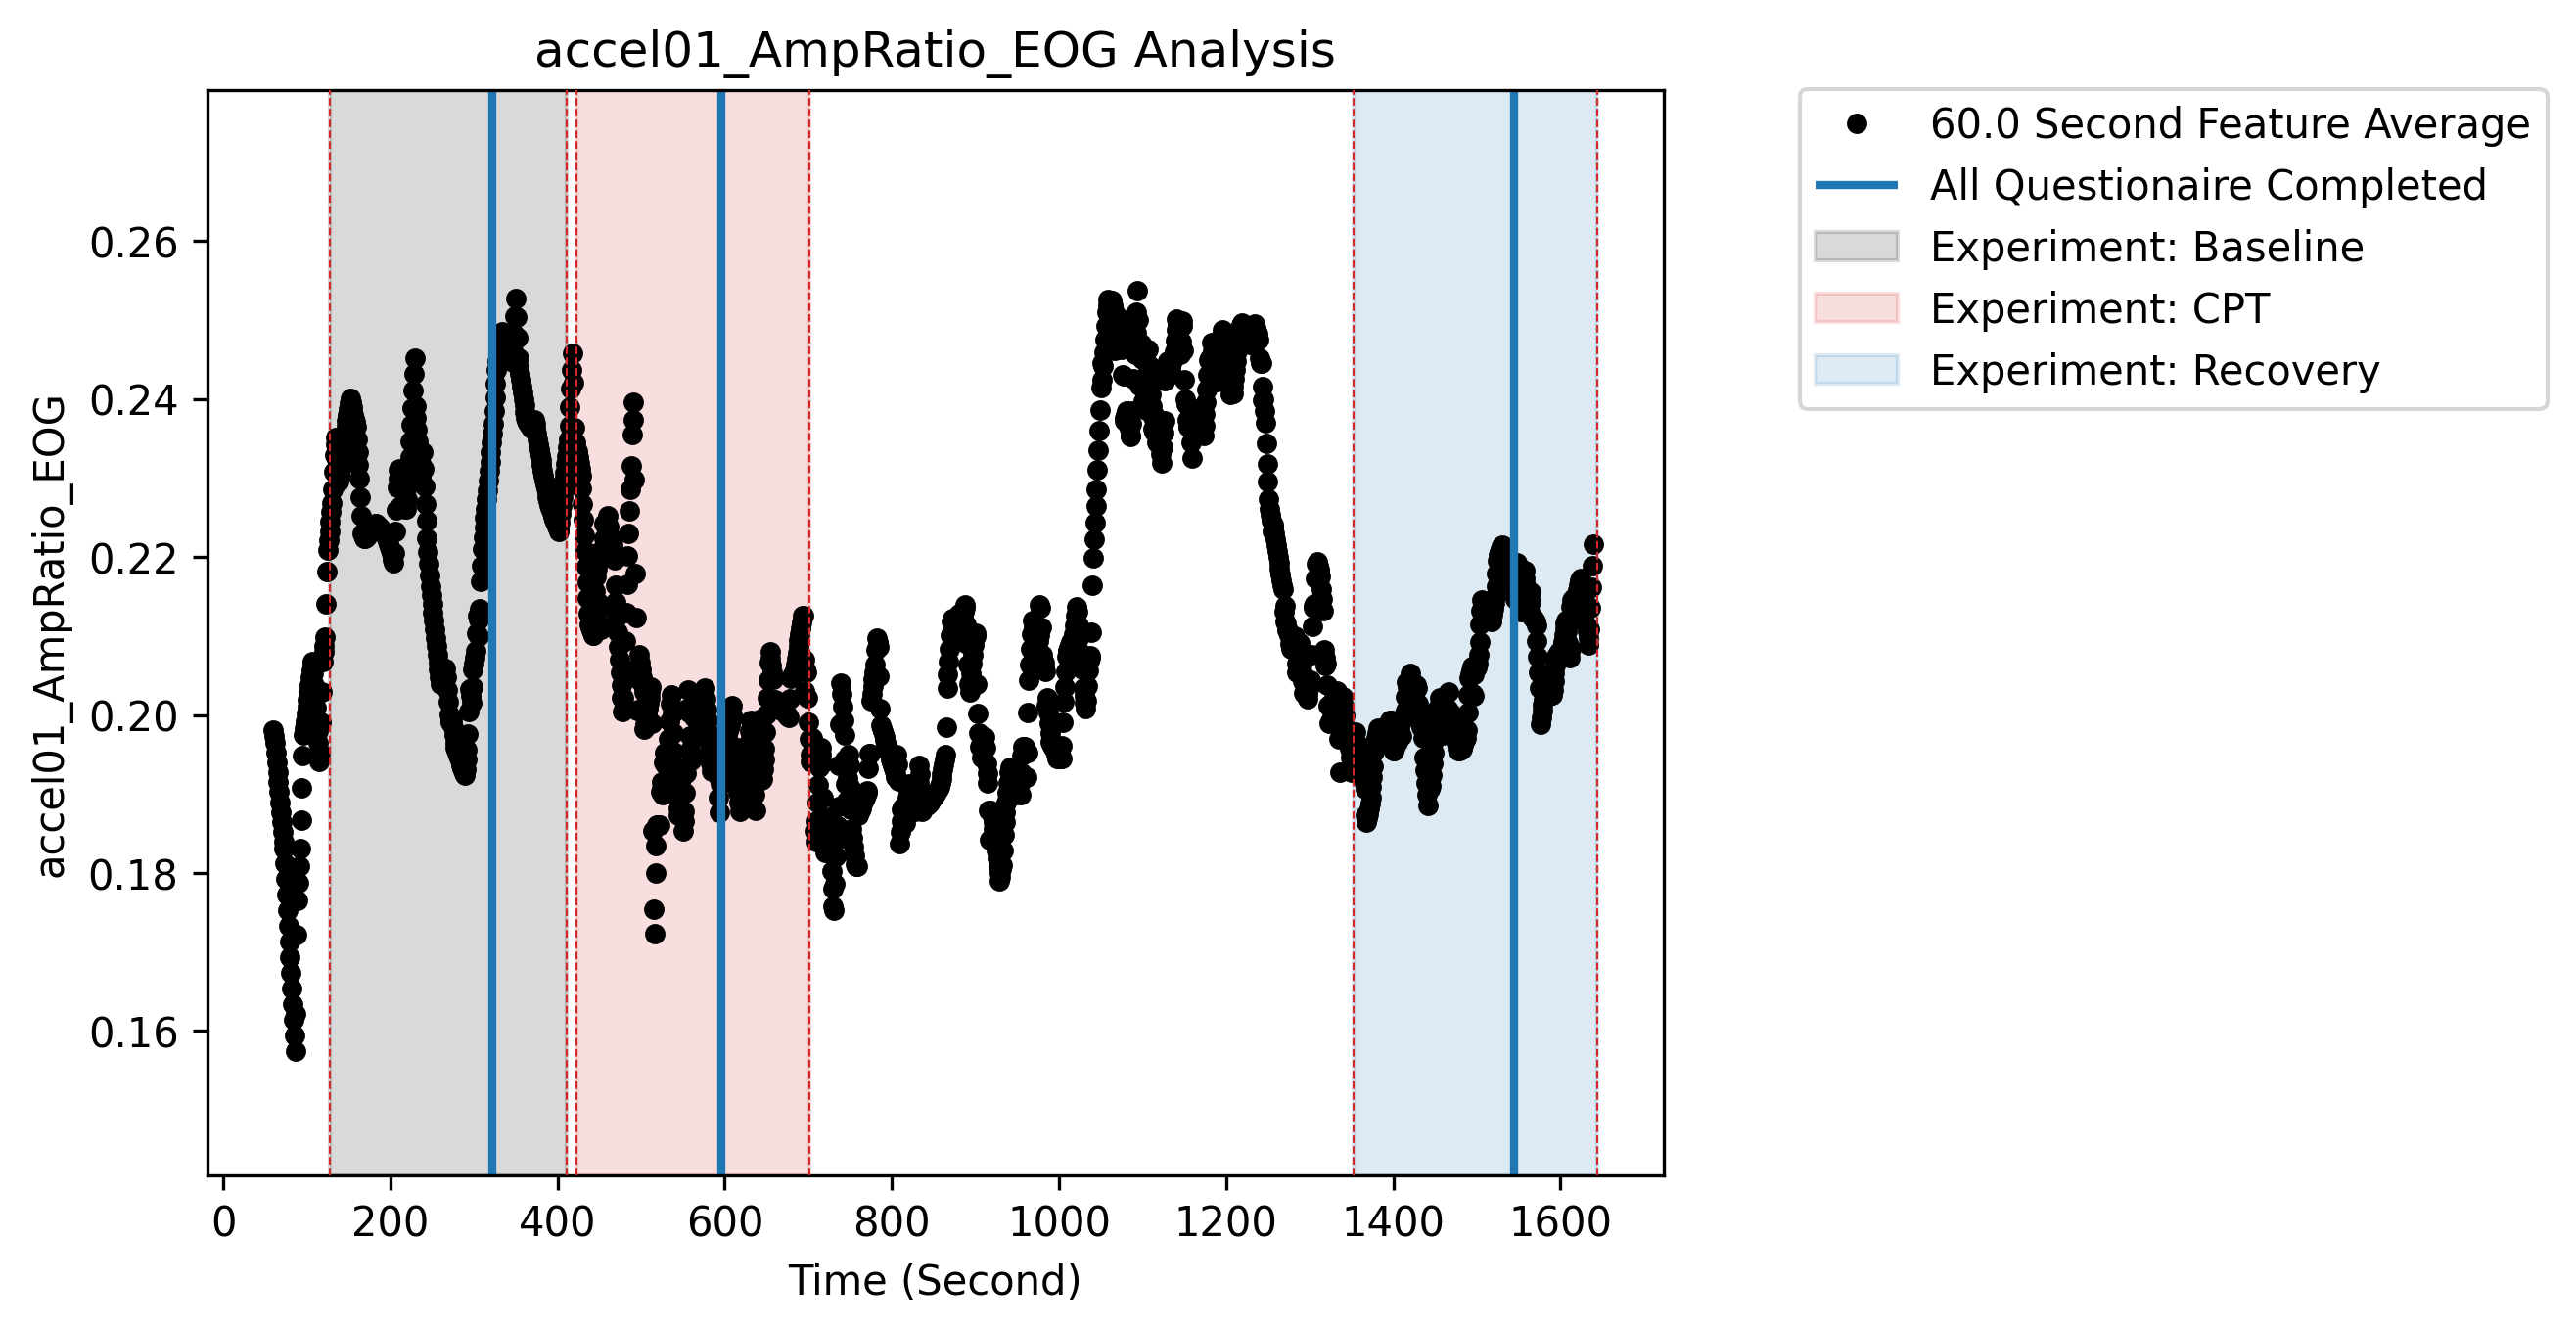 accel01_AmpRatio_EOG Analysis
accel01_AmpRatio_EOG
0.26
0.24
0.22
0.20
0.18
0.16
0 200 400 600 800 1000 1200 1400 1600
Time (Second)
60.0 Second Feature Average
All Questionaire Completed
Experiment: Baseline
Experiment: CPT
Experiment: Recovery